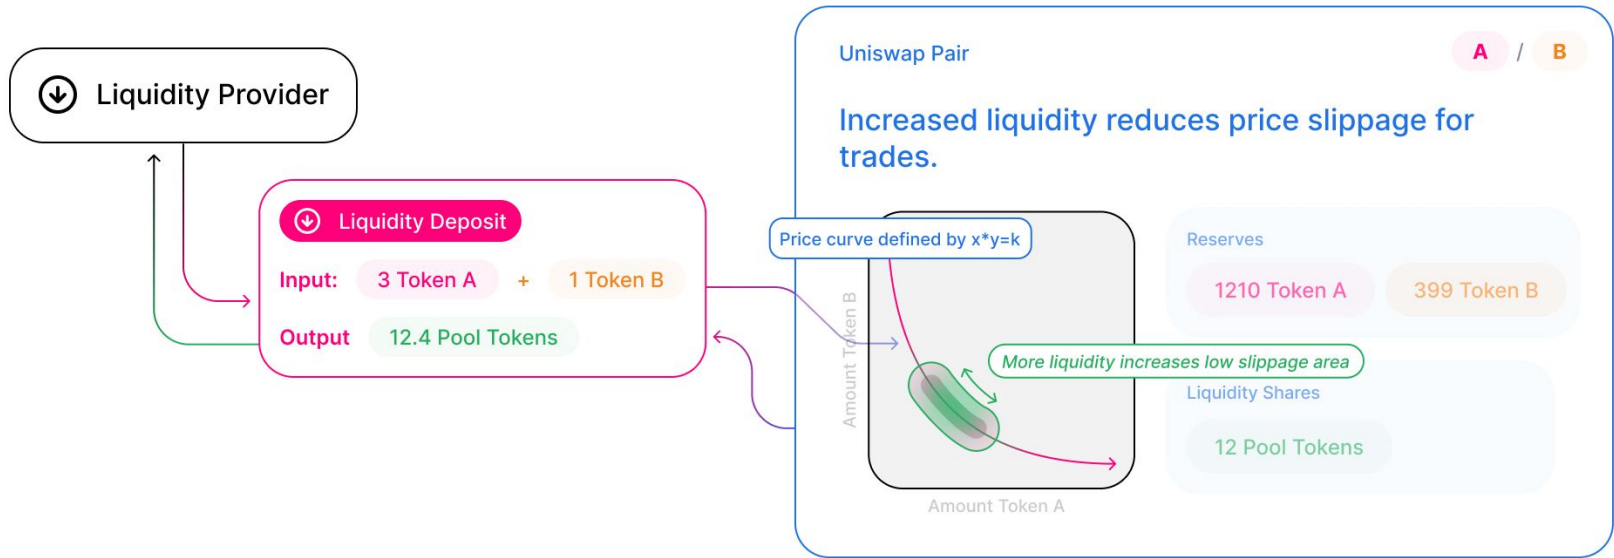 Liquidity Provider
Liquidity Deposit
Input: 3 Token A + 1 Token B
Output 12.4 Pool Tokens
Uniswap Pair
A / B
Increased liquidity reduces price slippage for
trades.
Price curve defined by x*y=k
Amount Token B
Amount Token A
More liquidity increases low slippage area
Reserves
1210 Token A 399 Token B
Liquidity Shares
12 Pool Tokens